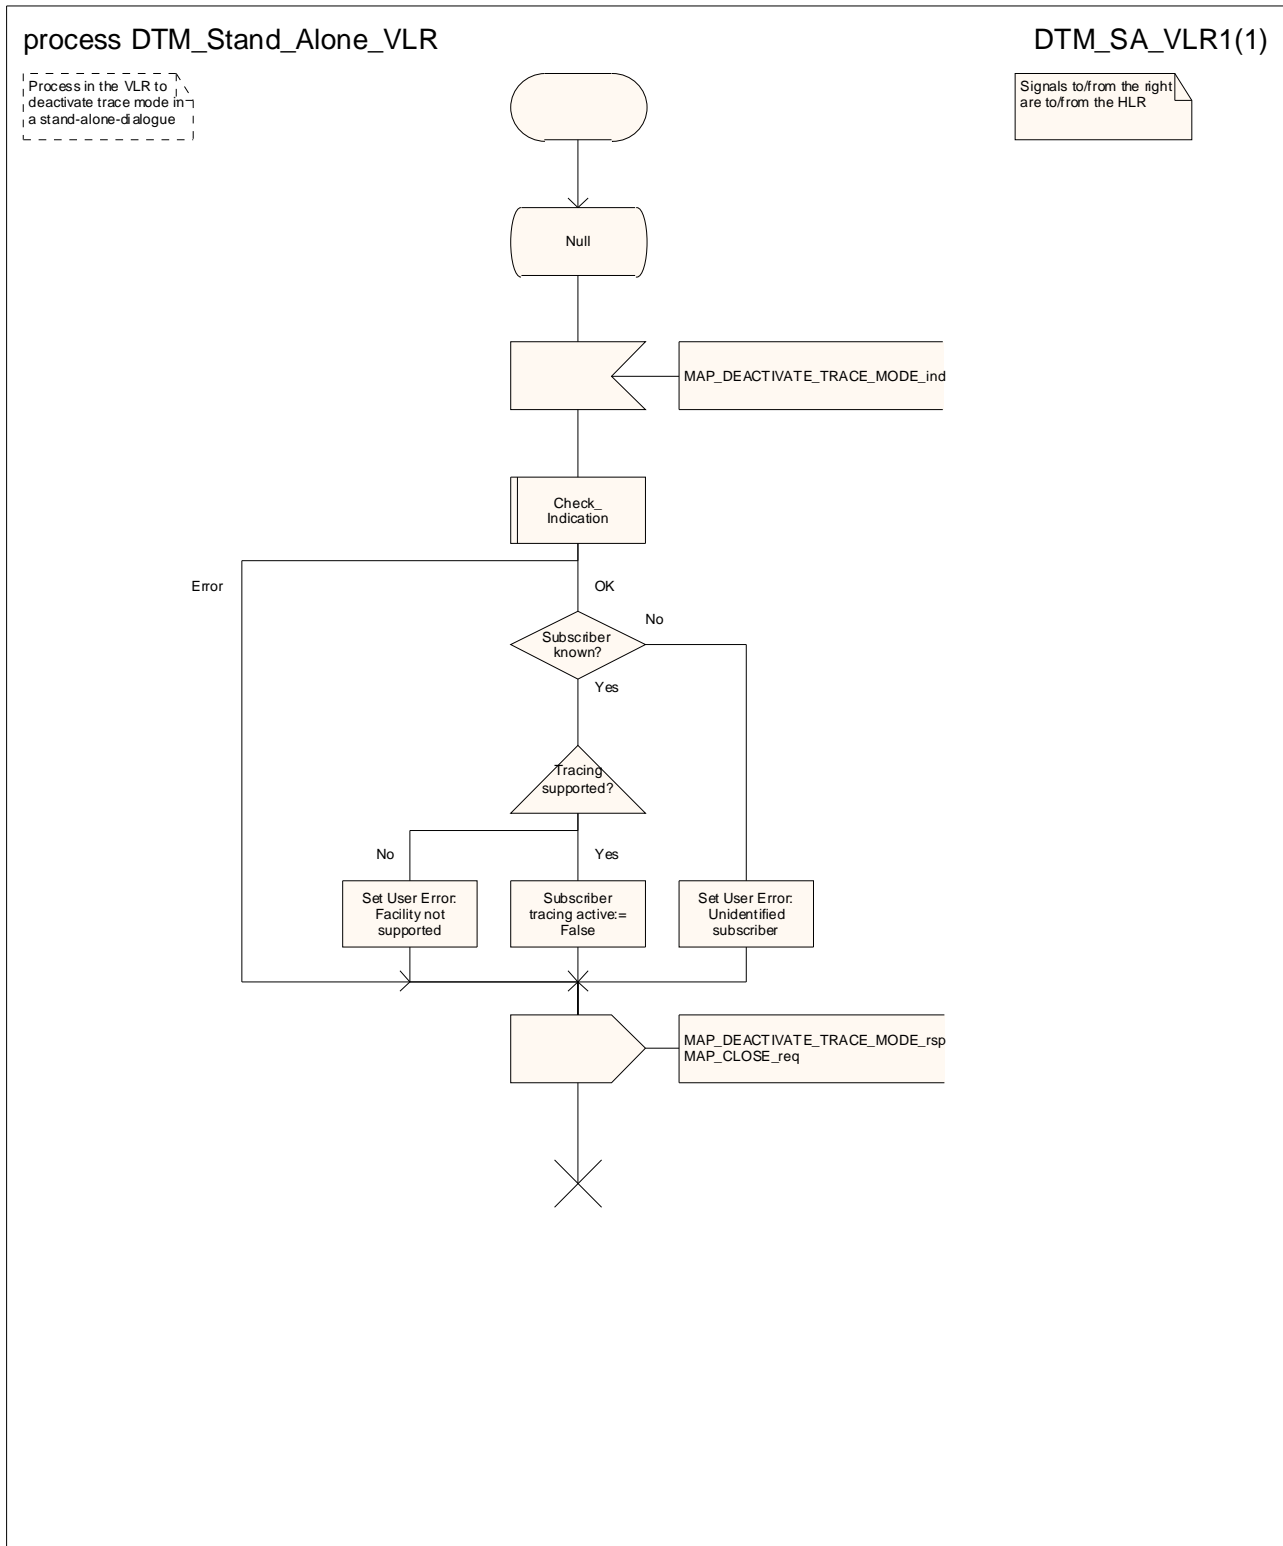 process DTM_Stand_Alone_VLR
DTM_SA_VLR1(1)
Process in the VLR to
deactivate trace mode in
a stand-alone-dialogue
Signals to/from the right
are to/from the HLR
Null
MAP_DEACTIVATE_TRACE_MODE_ind
Check_
Indication
Error
OK
No
Subscriber
known?
Yes
Tracing
supported?
No
Yes
Set User Error:
Facility not
supported
Subscriber
tracing active:=
False
Set User Error:
Unidentified
subscriber
MAP_DEACTIVATE_TRACE_MODE_rsp
MAP_CLOSE_req